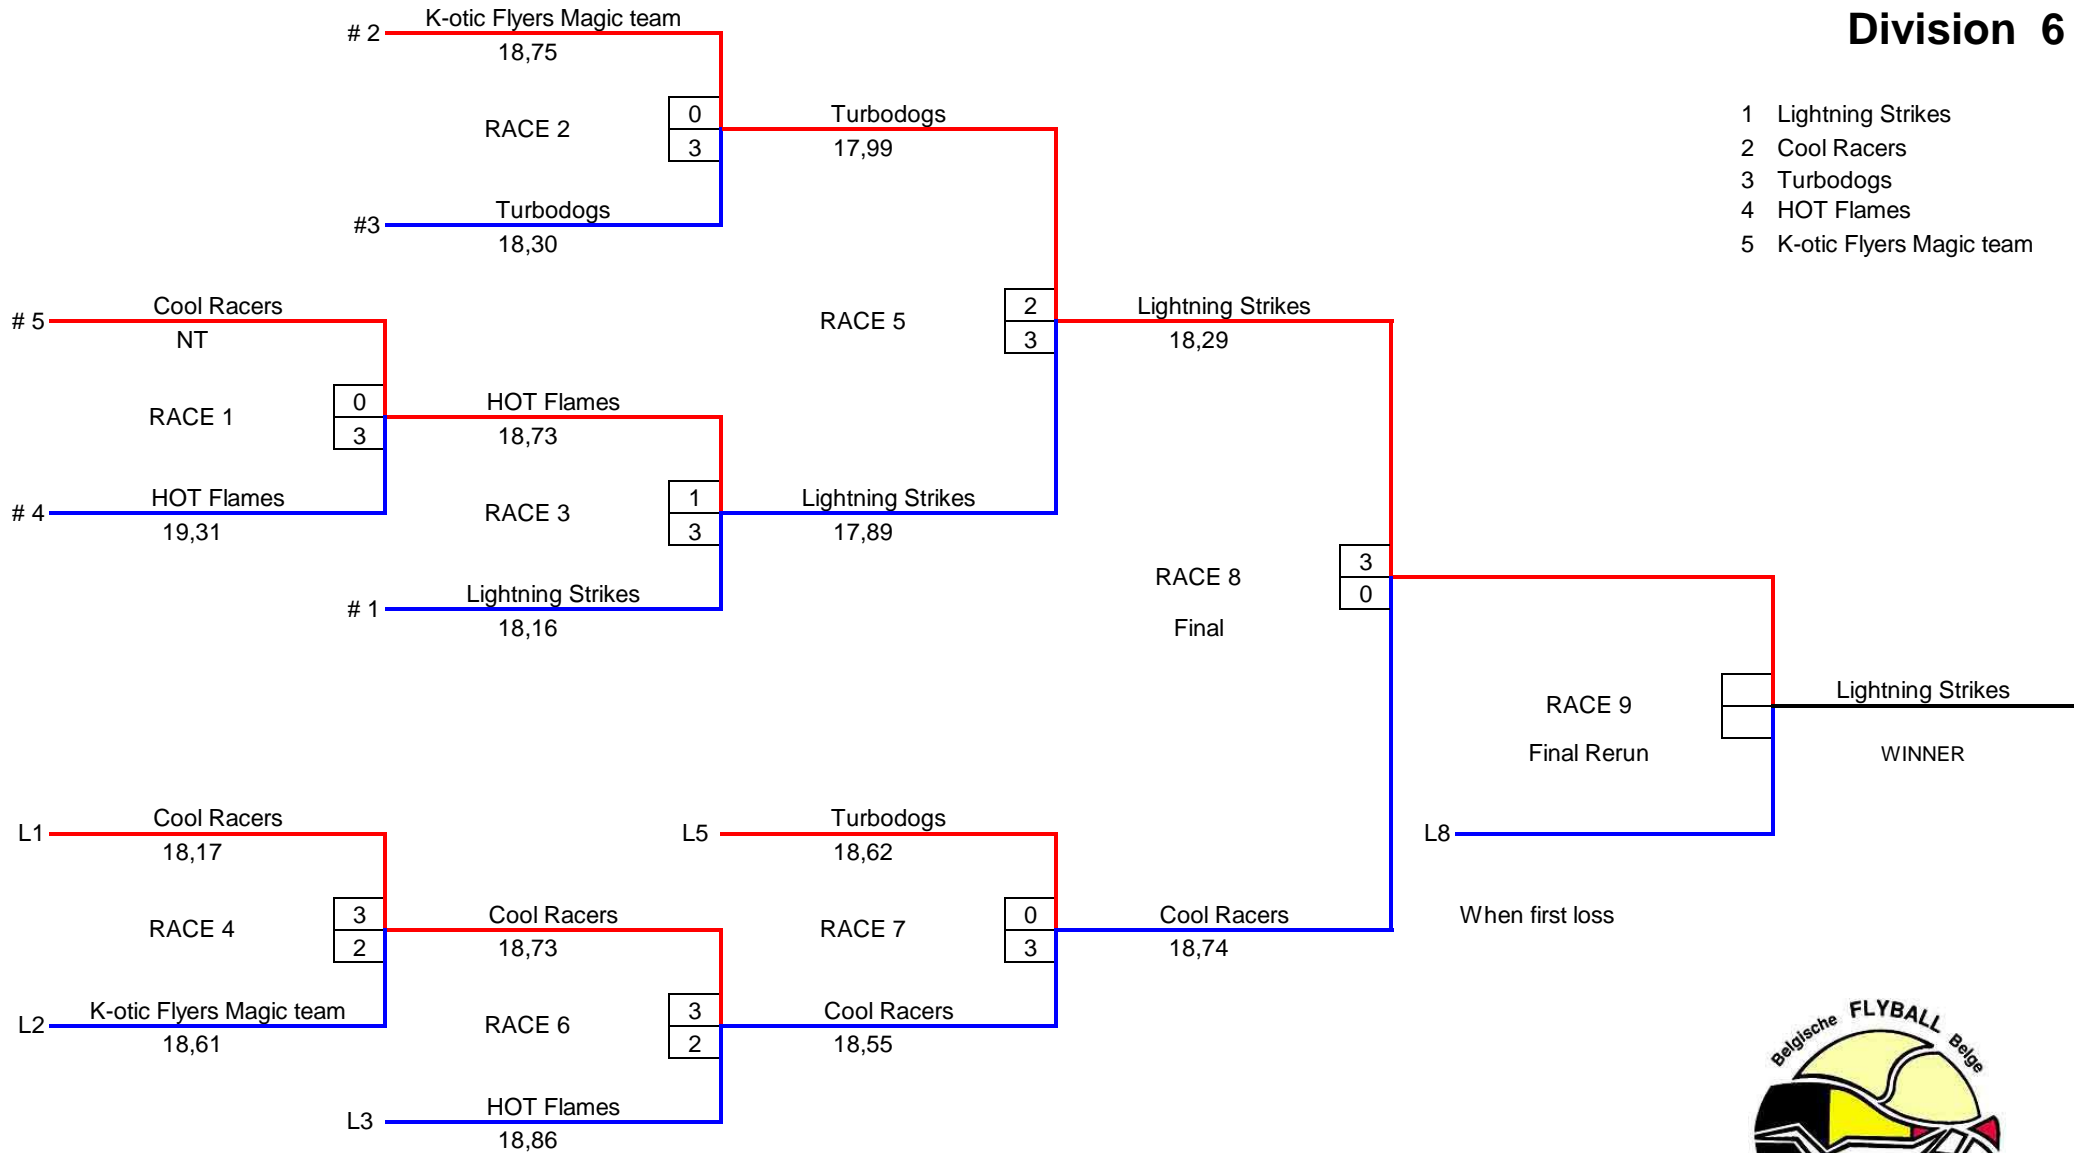 Division 6
# 2
K-otic Flyers Magic team
18,75
RACE 2
0
3
#3
Turbodogs
18,30
Turbodogs
17,99
1 Lightning Strikes
2 Cool Racers
3 Turbodogs
4 HOT Flames
5 K-otic Flyers Magic team
# 5
Cool Racers
NT
RACE 1
0
3
# 4
HOT Flames
19,31
HOT Flames
18,73
RACE 3
1
3
# 1
Lightning Strikes
18,16
RACE 5
2
3
Lightning Strikes
17,89
Lightning Strikes
18,29
RACE 8
Final
3
0
RACE 9
Final Rerun
Lightning Strikes
WINNER
L1
Cool Racers
18,17
RACE 4
3
2
L2
K-otic Flyers Magic team
18,61
Cool Racers
18,73
RACE 6
3
2
L3
HOT Flames
18,86
L5
Turbodogs
18,62
RACE 7
0
3
Cool Racers
18,55
Cool Racers
18,74
L8
When first loss
Belgische FLYBALL Belge